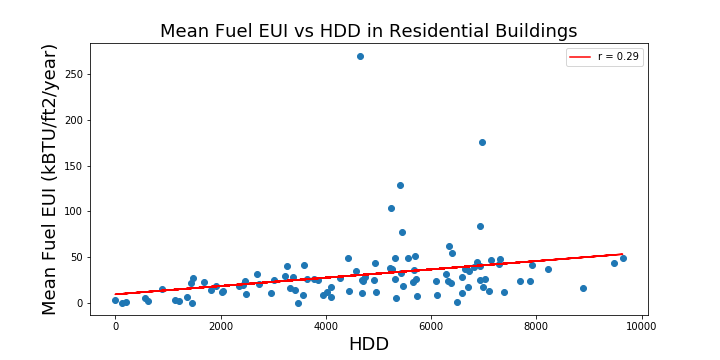 Mean Fuel EUI vs HDD in Residential Buildings
r = 0.29
Mean Fuel EUI (kBTU/ft2/year)
250
200
150
100
50
0
0 2000 4000 6000 8000 10000
HDD